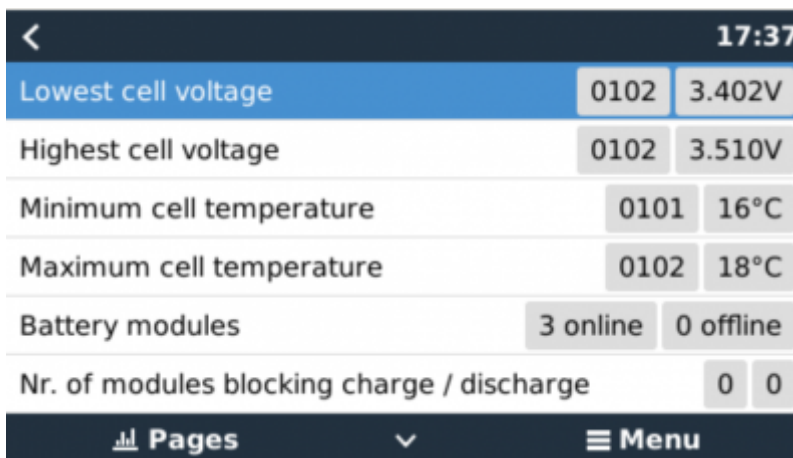 17:37
Lowest cell voltage 0102 3.402V
Highest cell voltage 0102 3.510V
Minimum cell temperature 0101 16°C
Maximum cell temperature 0102 18°C
Battery modules 3 online 0 offline
Nr. of modules blocking charge / discharge 0 0
Pages Menu